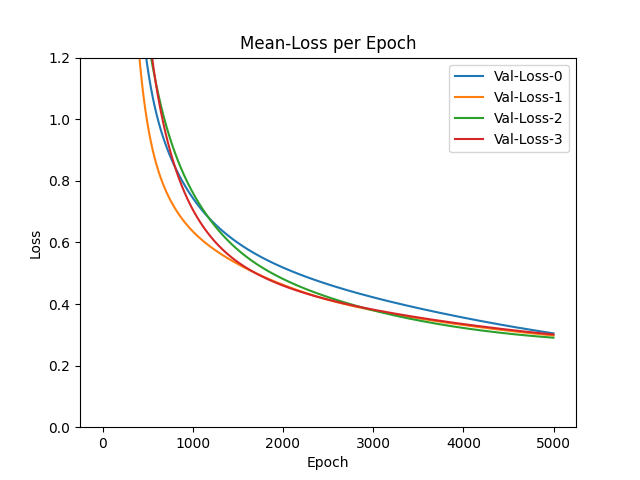 Mean-Loss per Epoch
Val-Loss-0
Val-Loss-1
Val-Loss-2
Val-Loss-3
Loss
1.2
1.0
0.8
0.6
0.4
0.2
0.0
0 1000 2000 3000 4000 5000
Epoch